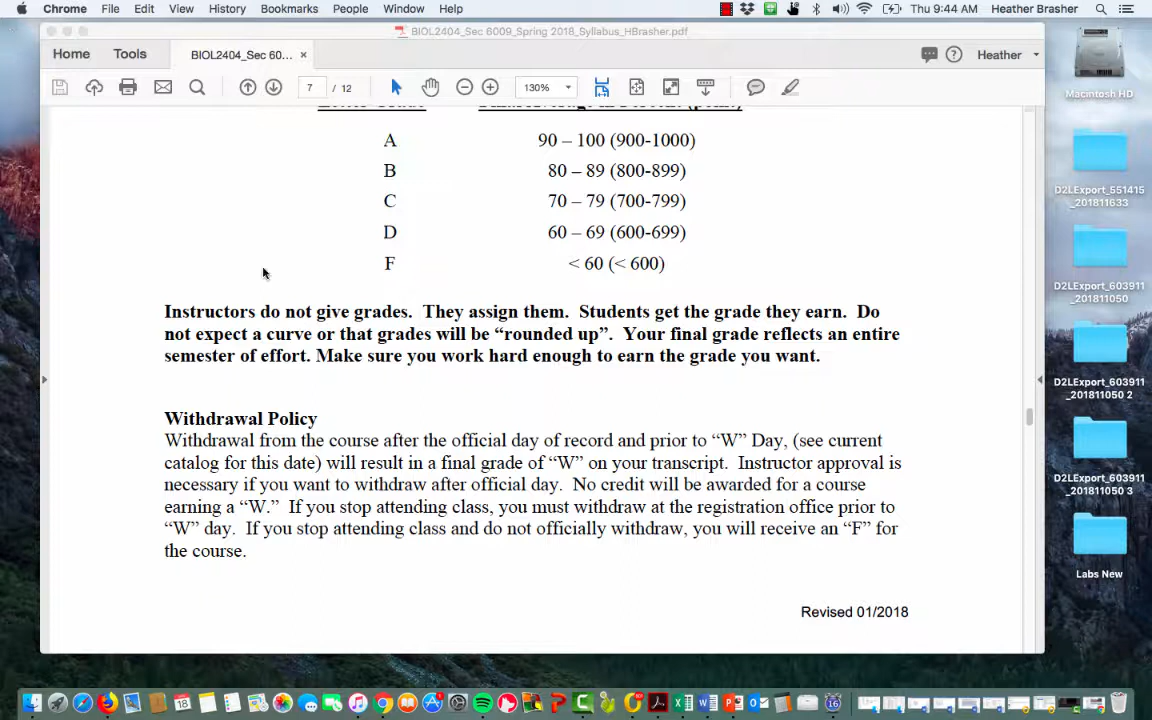 Chrome File Edit View History Bookmarks People Window Help Thu 9:44 AM Heather Brasher
BIOL2404_Sec 6009_Spring 2018_Syllabus_HBrasher.pdf
Home Tools BIOL2404_Sec 60... × Heather
7 / 12 130%
A 90 – 100 (900-1000)
B 80 – 89 (800-899)
C 70 – 79 (700-799)
D 60 – 69 (600-699)
F < 60 (< 600)
Instructors do not give grades. They assign them. Students get the grade they earn. Do
not expect a curve or that grades will be “rounded up”. Your final grade reflects an entire
semester of effort. Make sure you work hard enough to earn the grade you want.
Withdrawal Policy
Withdrawal from the course after the official day of record and prior to “W” Day, (see current
catalog for this date) will result in a final grade of “W” on your transcript. Instructor approval is
necessary if you want to withdraw after official day. No credit will be awarded for a course
earning a “W.” If you stop attending class, you must withdraw at the registration office prior to
“W” day. If you stop attending class and do not officially withdraw, you will receive an “F” for
the course.
Revised 01/2018
Macintosh HD
D2LExport_551415
_201811633
D2LExport_603911
_201811050
D2LExport_603911
_201811050 2
D2LExport_603911
_201811050 3
Labs New